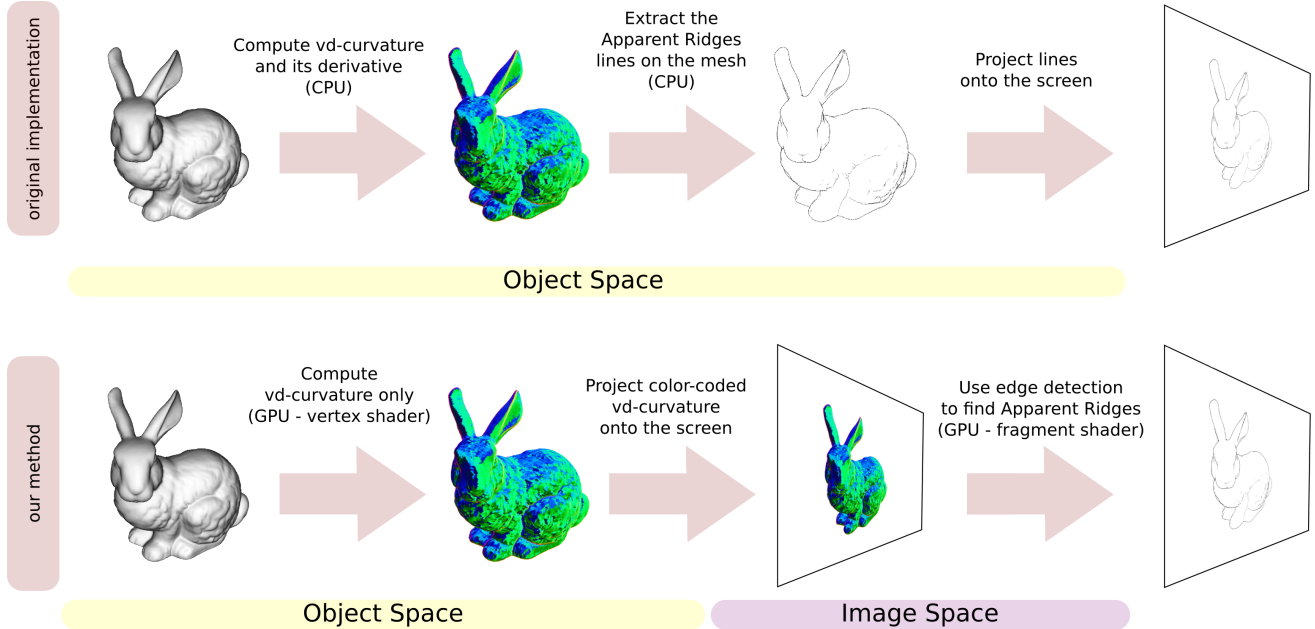 original implementation
Compute vd-curvature
and its derivative
(CPU)
Extract the
Apparent Ridges
lines on the mesh
(CPU)
Project lines
onto the screen
Object Space
our method
Compute
vd-curvature only
(GPU - vertex shader)
Project color-coded
vd-curvature
onto the screen
Use edge detection
to find Apparent Ridges
(GPU - fragment shader)
Object Space
Image Space